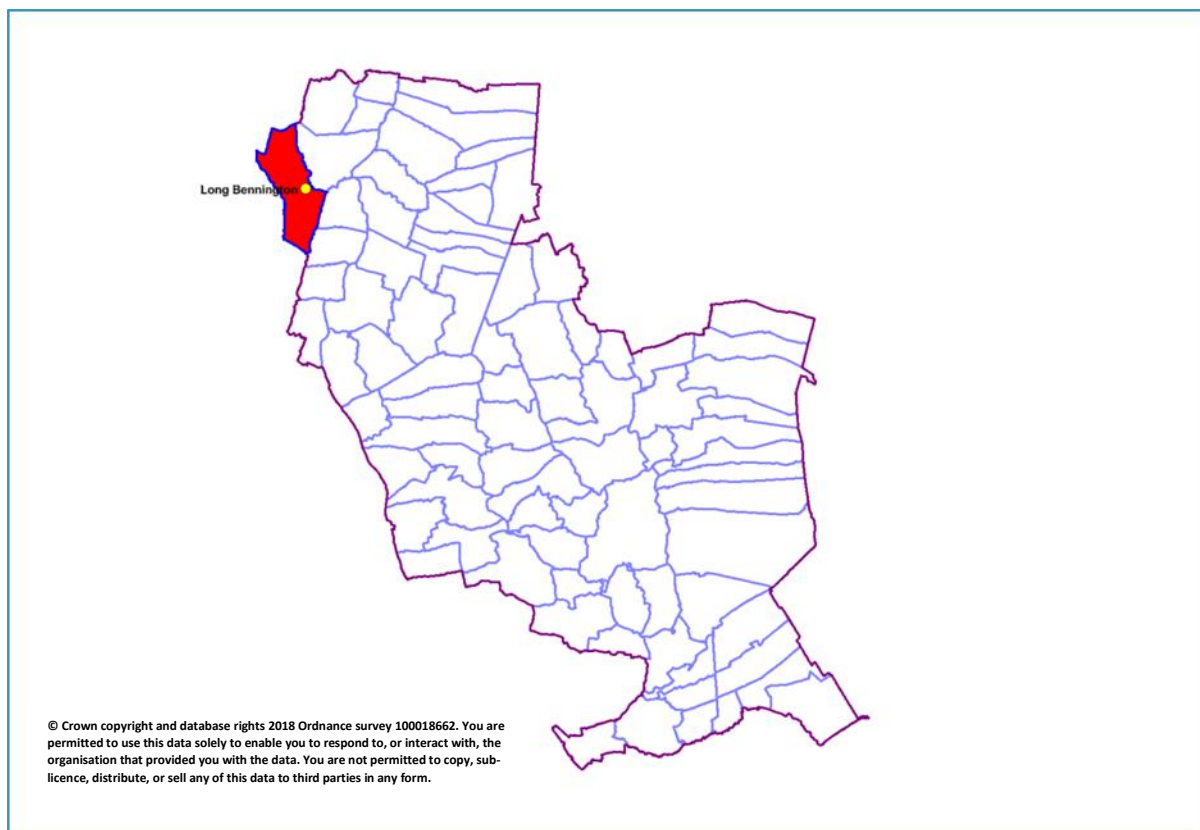 Long Bennington
© Crown copyright and database rights 2018 Ordnance survey 100018662. You are
permitted to use this data solely to enable you to respond to, or interact with, the
organisation that provided you with the data. You are not permitted to copy, sub-
licence, distribute, or sell any of this data to third parties in any form.